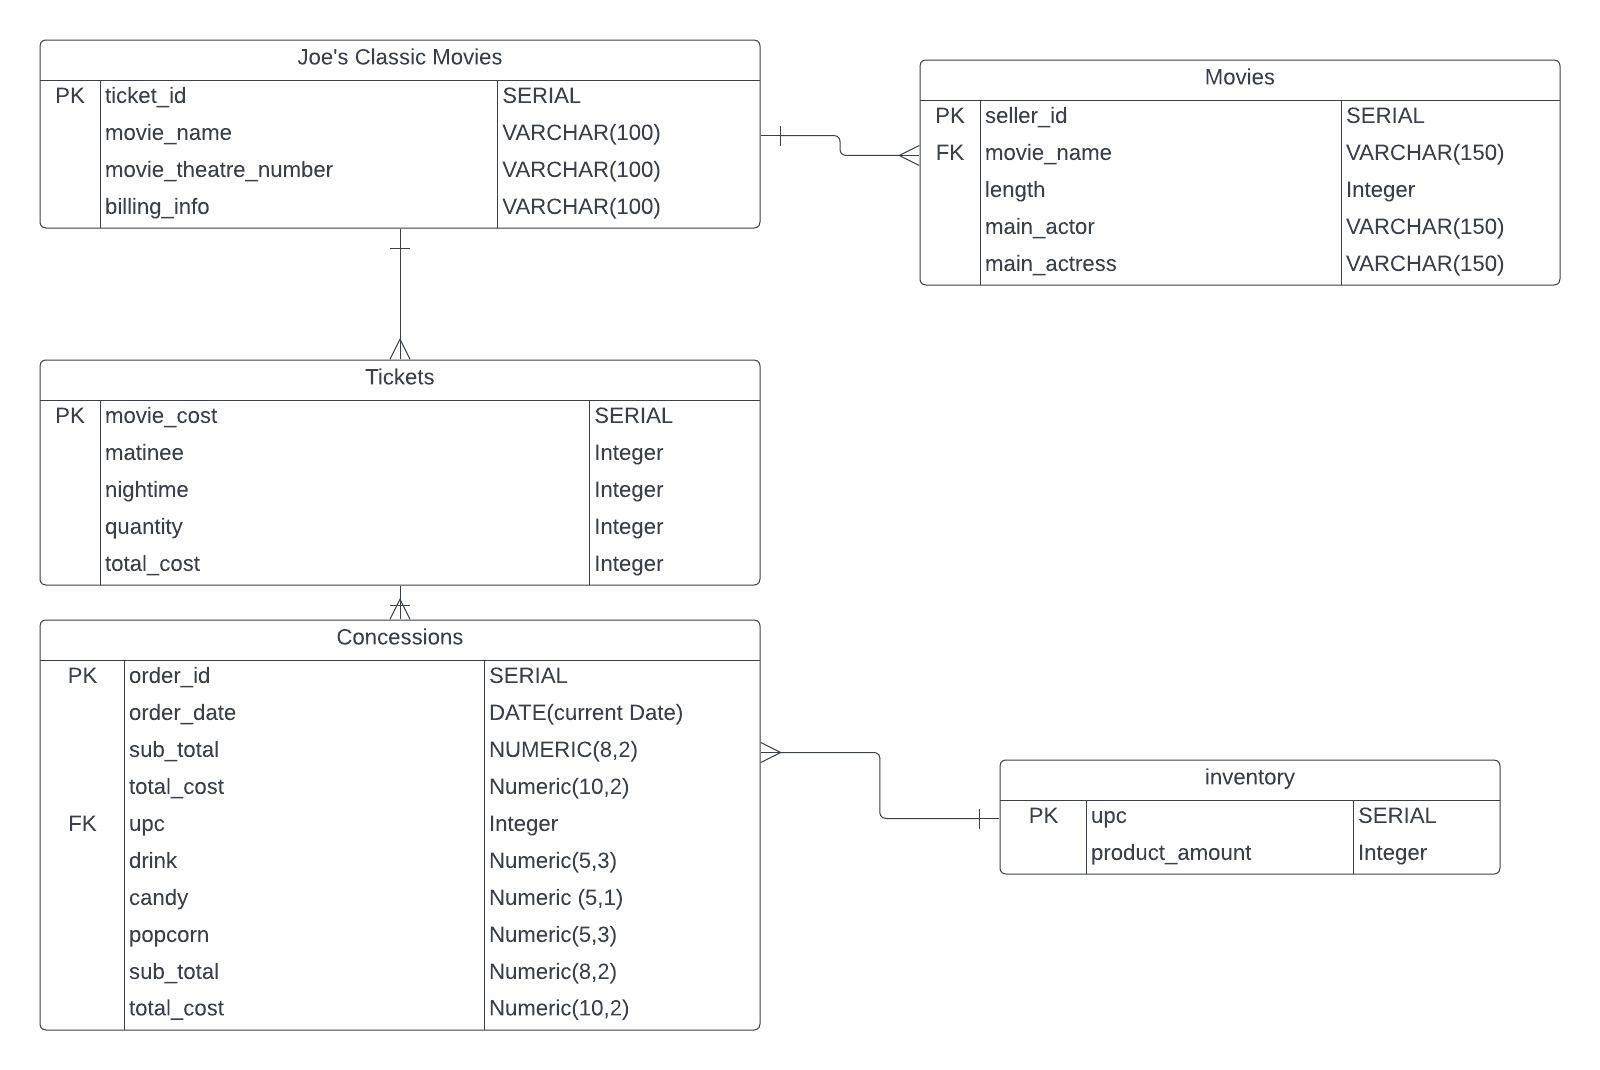 Joe's Classic Movies
PK ticket_id SERIAL
movie_name VARCHAR(100)
movie_theatre_number VARCHAR(100)
billing_info VARCHAR(100)
Movies
PK seller_id SERIAL
FK movie_name VARCHAR(150)
length Integer
main_actor VARCHAR(150)
main_actress VARCHAR(150)
Tickets
PK movie_cost SERIAL
matinee Integer
nightime Integer
quantity Integer
total_cost Integer
Concessions
PK order_id SERIAL
order_date DATE(current Date)
sub_total NUMERIC(8,2)
total_cost Numeric(10,2)
FK upc Integer
drink Numeric(5,3)
candy Numeric (5,1)
popcorn Numeric(5,3)
sub_total Numeric(8,2)
total_cost Numeric(10,2)
inventory
PK upc SERIAL
product_amount Integer